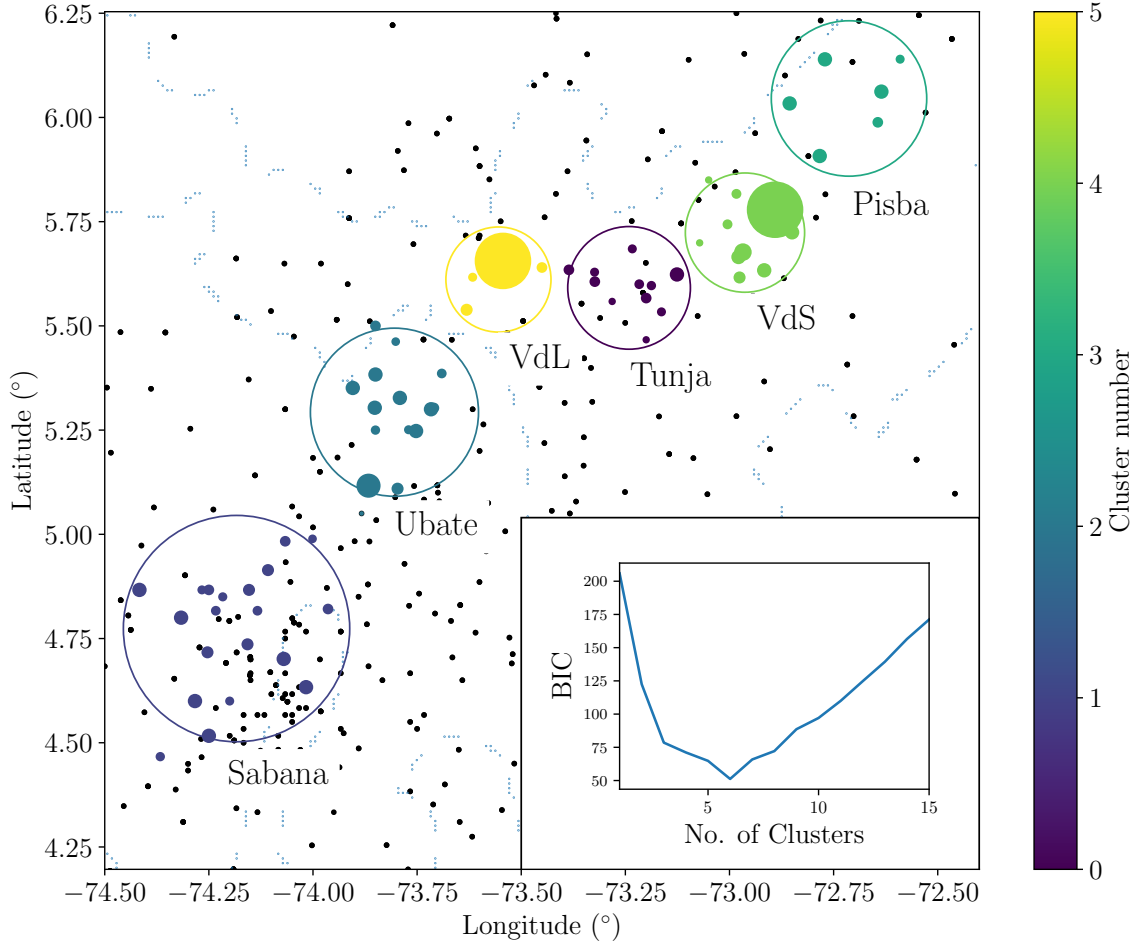 6.25
6.00
5.75
5.50
5.25
5.00
4.75
4.50
4.25
Latitude (°)
Pisba
VdS
VdL
Tunja
Ubate
Sabana
200
175
150
125
100
75
50
BIC
5 10 15
No. of Clusters
−74.50 −74.25 −74.00 −73.75 −73.50 −73.25 −73.00 −72.75 −72.50
Longitude (°)
5
4
3
2
1
0
Cluster number